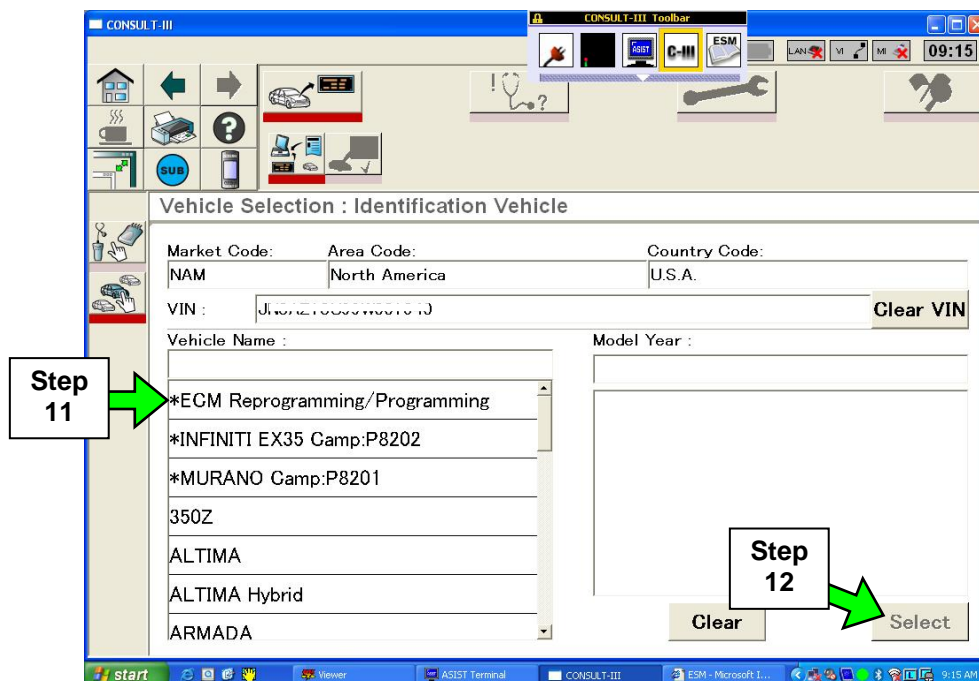 CONSULT-III
CONSULT-III Toolbar
ASIST
C-III
ESM
LAN
VI
MI
09:15
SUB
Vehicle Selection : Identification Vehicle
Market Code: Area Code: Country Code:
NAM North America U.S.A.
VIN : Clear VIN
Vehicle Name : Model Year :
Step
11
*ECM Reprogramming/Programming
*INFINITI EX35 Camp:P8202
*MURANO Camp:P8201
350Z
ALTIMA
ALTIMA Hybrid
ARMADA
Step
12
Clear Select
start Viewer ASIST Terminal CONSULT-III ESM - Microsoft I... 9:15 AM